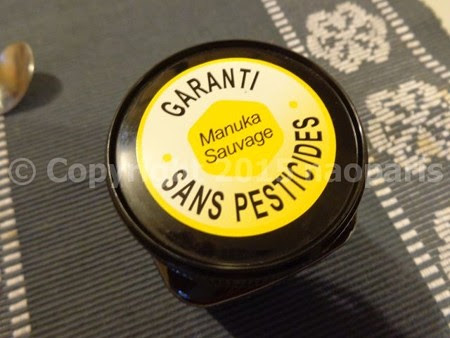 GARANTI
Manuka
Sauvage
SANS PESTICIDES